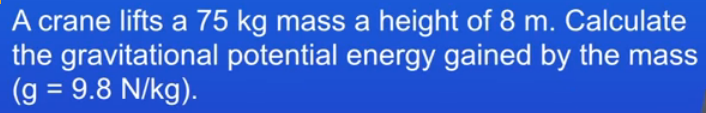 A crane lifts a 75 kg mass a height of 8 m. Calculate
the gravitational potential energy gained by the mass
(g = 9.8 N/kg).